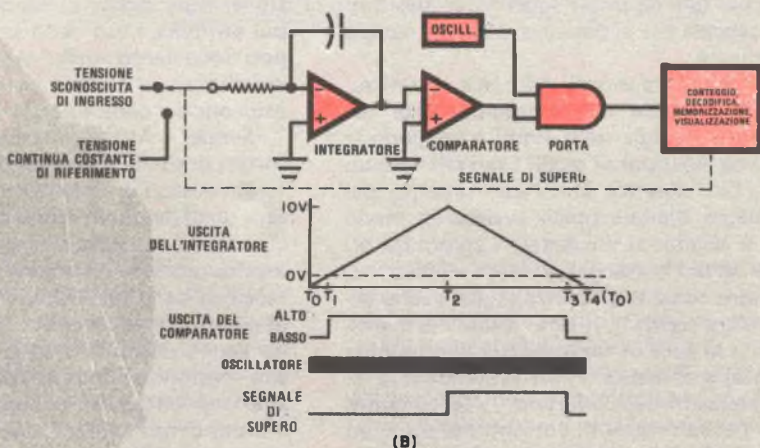 OSCILL.
TENSIONE
SCONOSCIUTA
DI INGRESSO
TENSIONE
CONTINUA COSTANTE
DI RIFERIMENTO
−
+
INTEGRATORE
−
+
COMPARATORE
PORTA
CONTEGGIO,
DECODIFICA,
MEMORIZZAZIONE,
VISUALIZZAZIONE
SEGNALE DI SUPERO
USCITA
DELL'INTEGRATORE
10V
0V
T0 T1 T2 T3 T4(T0)
USCITA DEL
COMPARATORE
ALTO
BASSO
OSCILLATORE
SEGNALE
DI
SUPERO
(B)